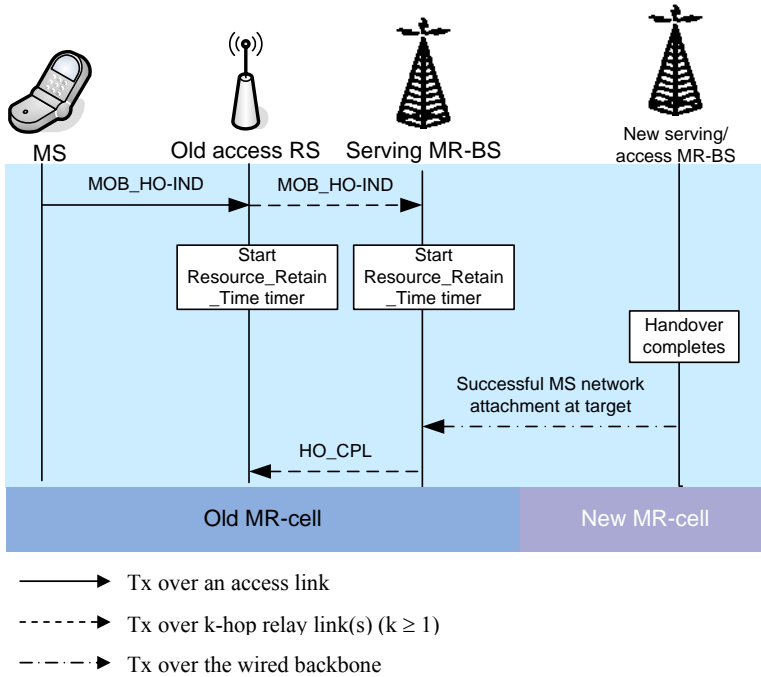 MS
Old access RS
Serving MR-BS
New serving/
access MR-BS
MOB_HO-IND
MOB_HO-IND
Start
Resource_Retain
_Time timer
Start
Resource_Retain
_Time timer
Handover
completes
Successful MS network
attachment at target
HO_CPL
Old MR-cell
New MR-cell
Tx over an access link
Tx over k-hop relay link(s) (k ≥ 1)
Tx over the wired backbone